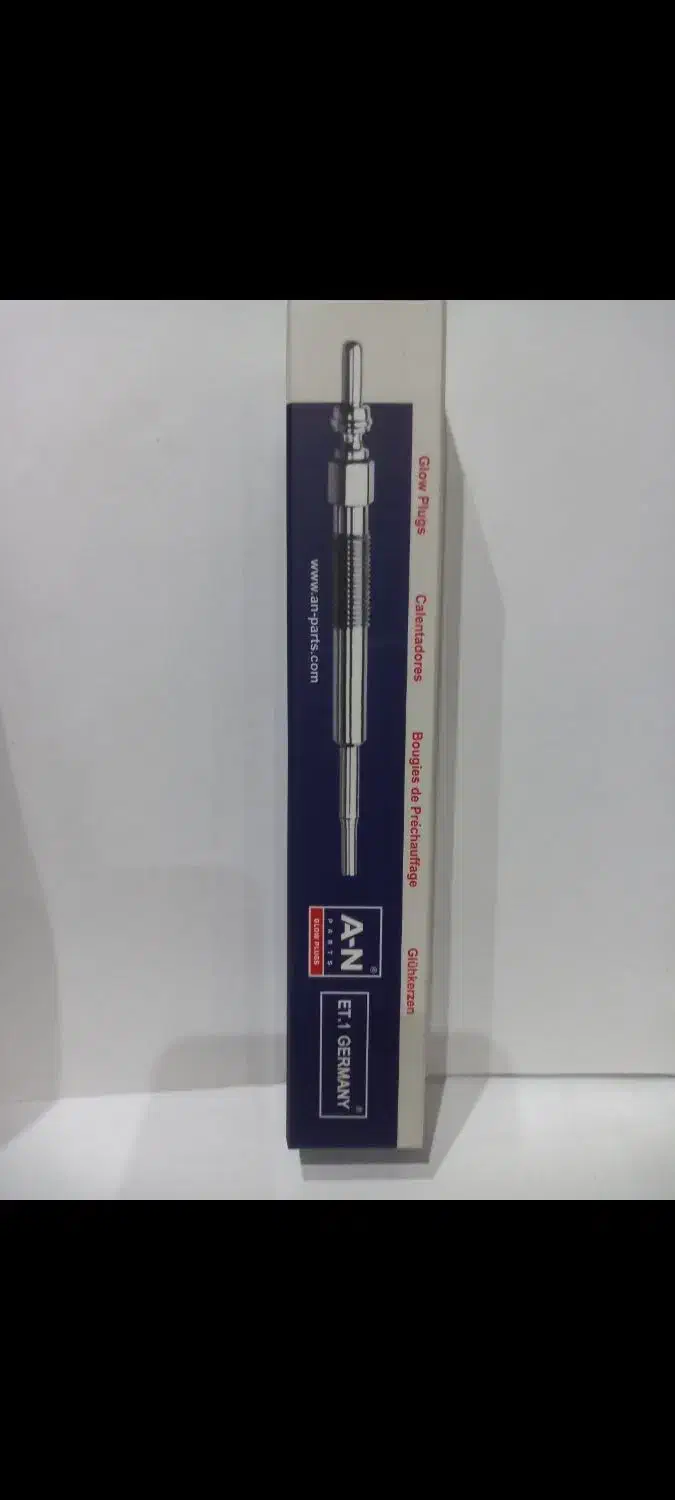 Glow Plugs
Calentadores
Bougies de Préchauffage
Glühkerzen
www.an-parts.com
A-N®
PARTS
GLOW PLUGS
ET.1 GERMANY®